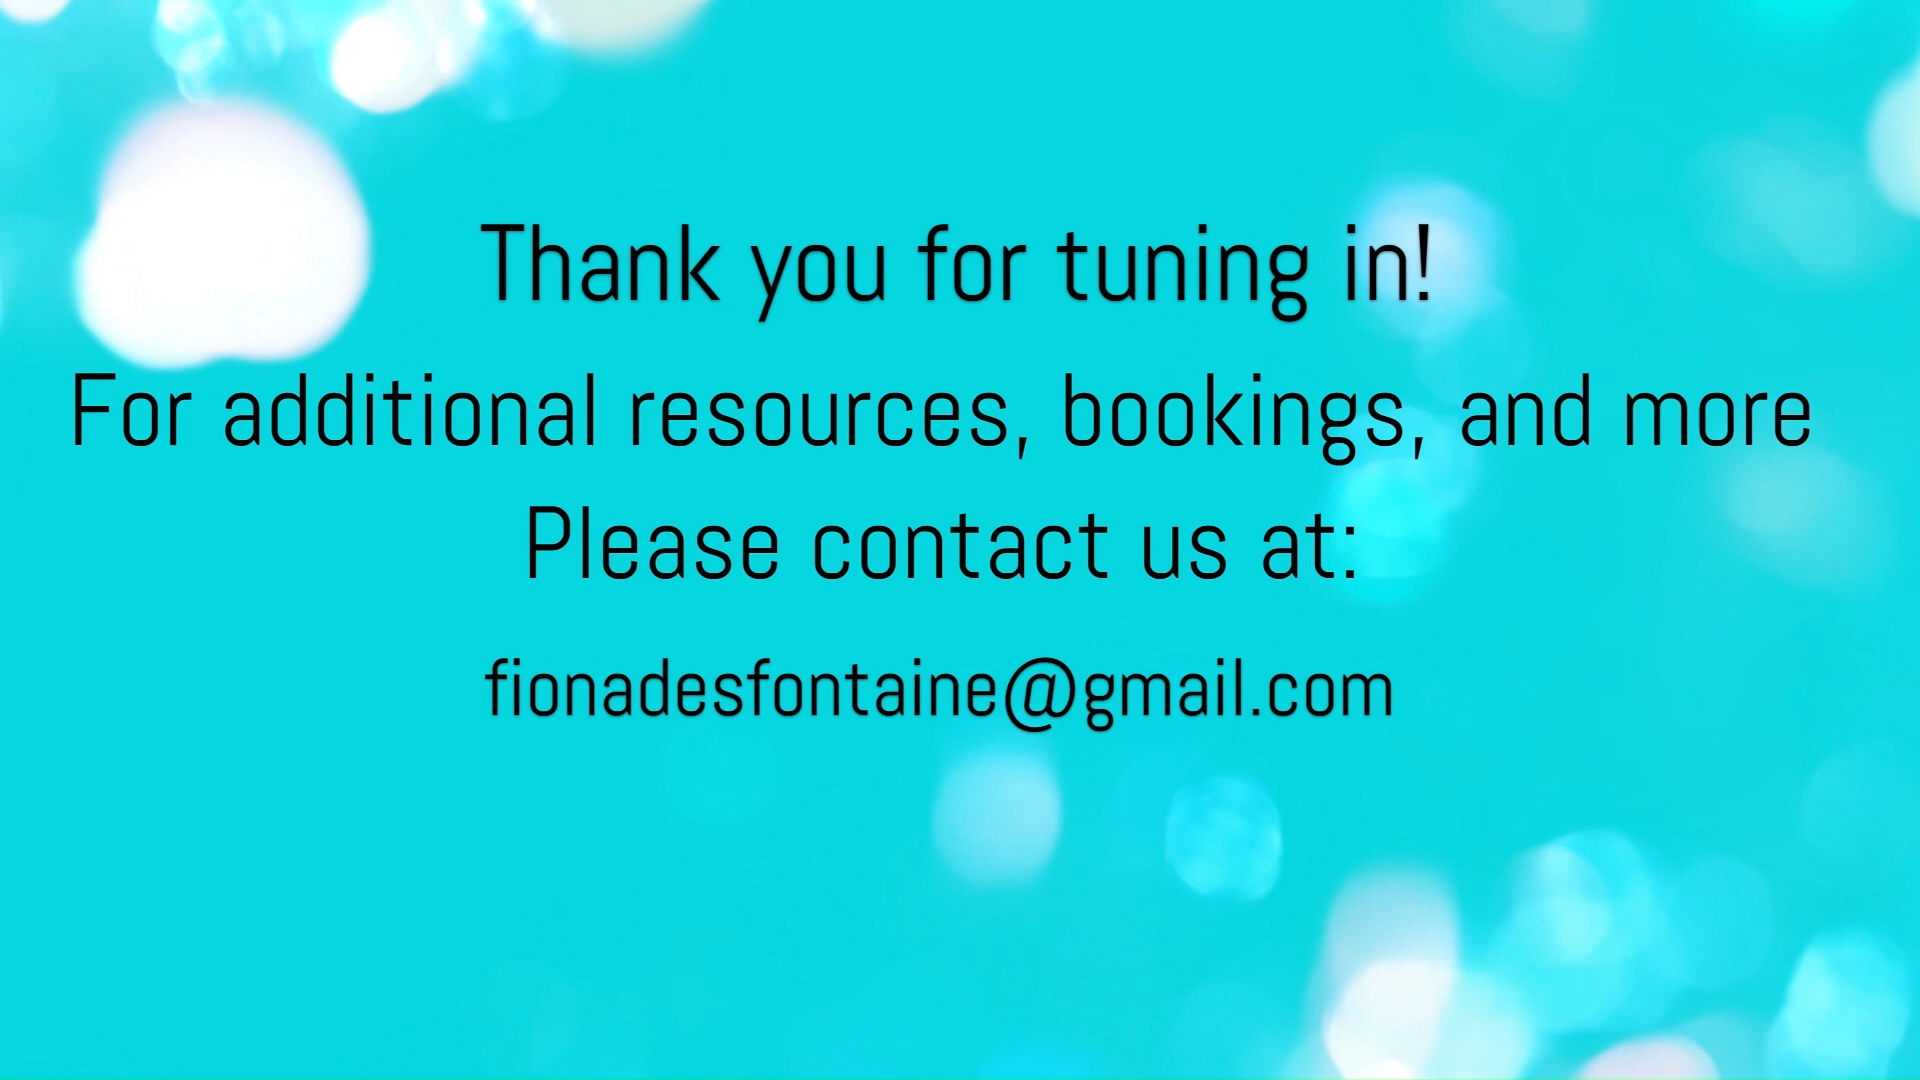 Thank you for tuning in!
For additional resources, bookings, and more
Please contact us at:
fionadesfontaine@gmail.com